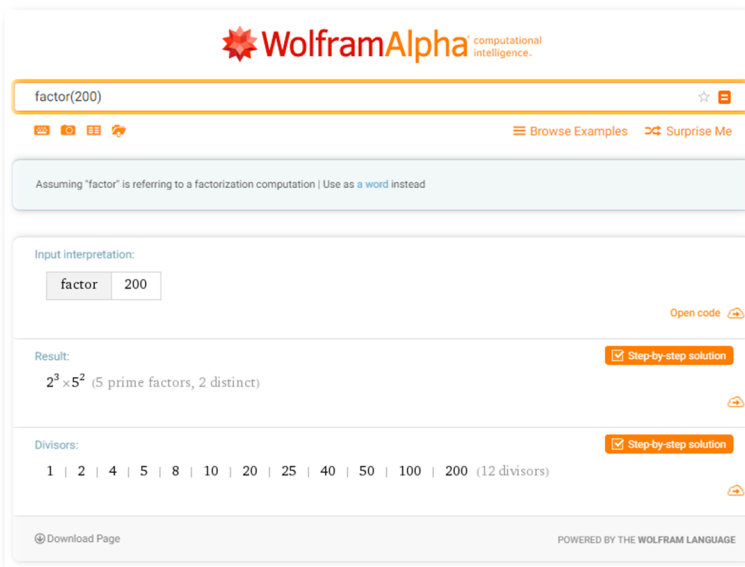 WolframAlpha computational intelligence.
factor(200)
Browse Examples Surprise Me
Assuming "factor" is referring to a factorization computation | Use as a word instead
Input interpretation:
factor 200
Open code
Result:
Step-by-step solution
2³×5² (5 prime factors, 2 distinct)
Divisors:
Step-by-step solution
1 | 2 | 4 | 5 | 8 | 10 | 20 | 25 | 40 | 50 | 100 | 200 (12 divisors)
Download Page
POWERED BY THE WOLFRAM LANGUAGE